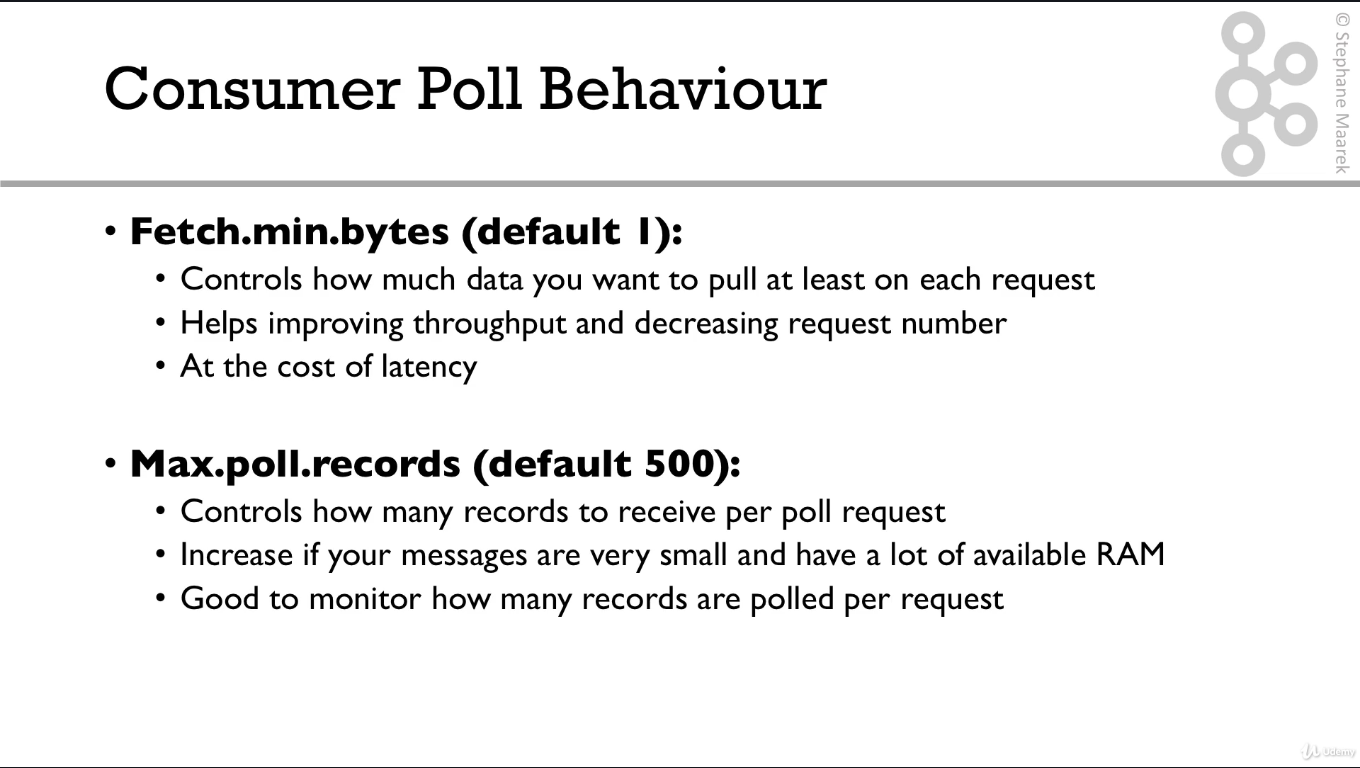 Consumer Poll Behaviour
© Stephane Maarek
• Fetch.min.bytes (default 1):
• Controls how much data you want to pull at least on each request
• Helps improving throughput and decreasing request number
• At the cost of latency
• Max.poll.records (default 500):
• Controls how many records to receive per poll request
• Increase if your messages are very small and have a lot of available RAM
• Good to monitor how many records are polled per request
Udemy